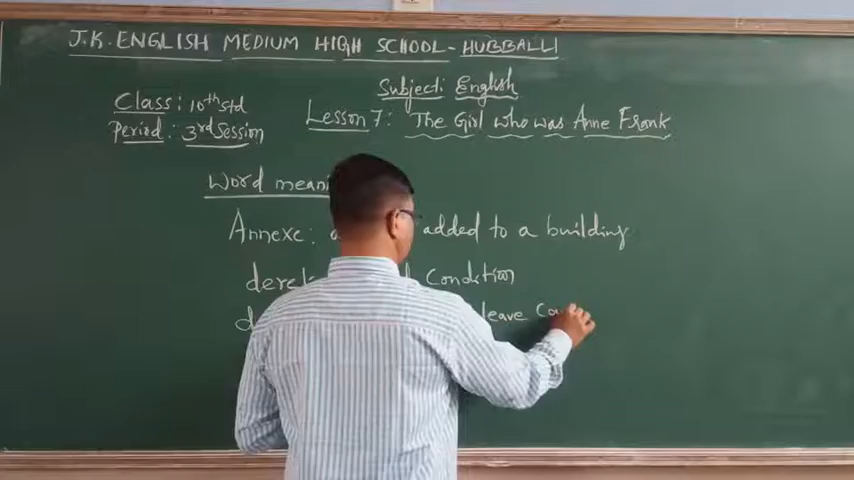 J.K. ENGLISH MEDIUM HIGH SCHOOL - HUBBALLI
Subject: English
Class: 10th std
Period: 3rd Session
Lesson 7: The Girl Who was Anne Frank
Word
Annexe: added to a building
Condition
leave